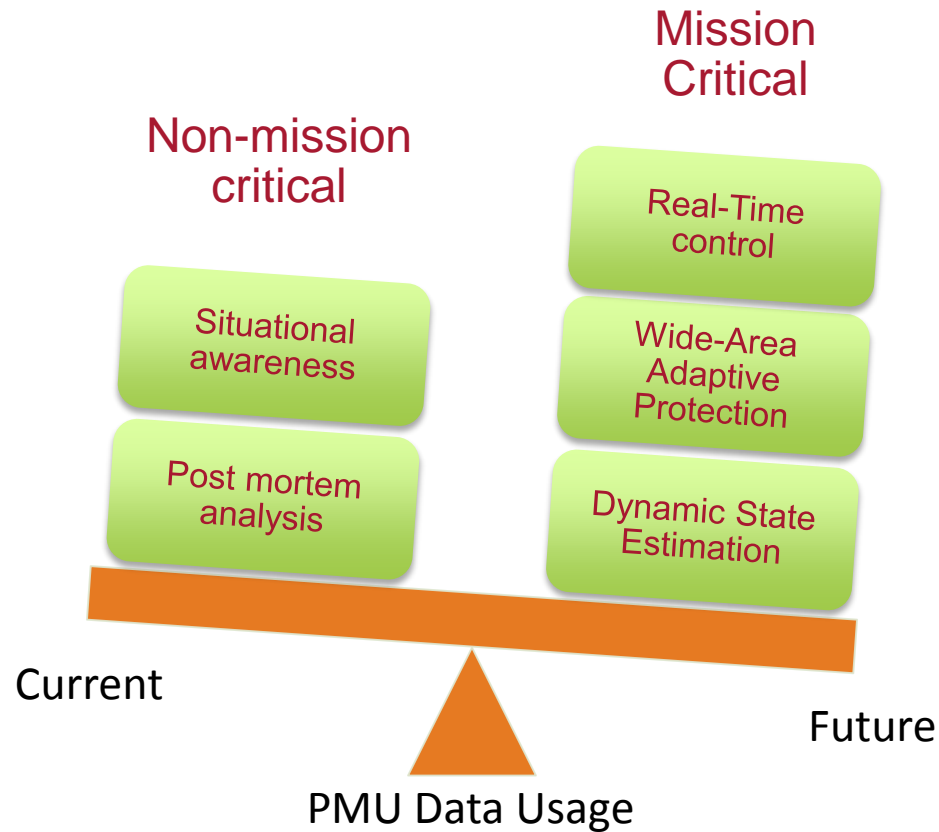 Non-mission
critical
Situational
awareness
Post mortem
analysis
Mission
Critical
Real-Time
control
Wide-Area
Adaptive
Protection
Dynamic State
Estimation
Current
Future
PMU Data Usage